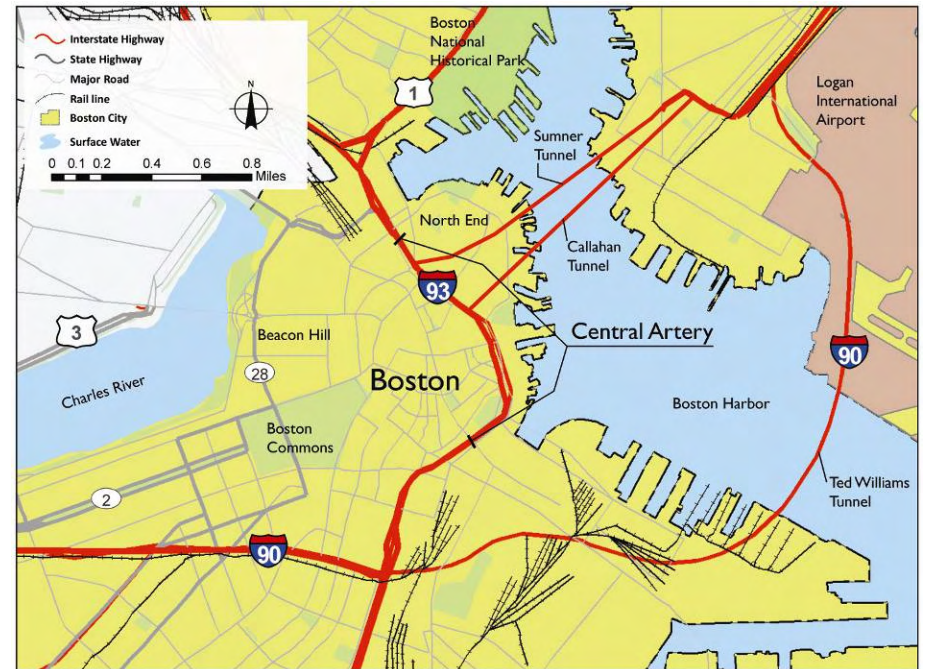 Interstate Highway
State Highway
Major Road
Rail line
Boston City
Surface Water
N
0 0.1 0.2 0.4 0.6 0.8
Miles
Boston
National
Historical Park
1
Logan
International
Airport
Sumner
Tunnel
North End
Callahan
Tunnel
93
Central Artery
3
Beacon Hill
90
28
Boston
Charles River
Boston Harbor
Boston
Commons
Ted Williams
Tunnel
2
90